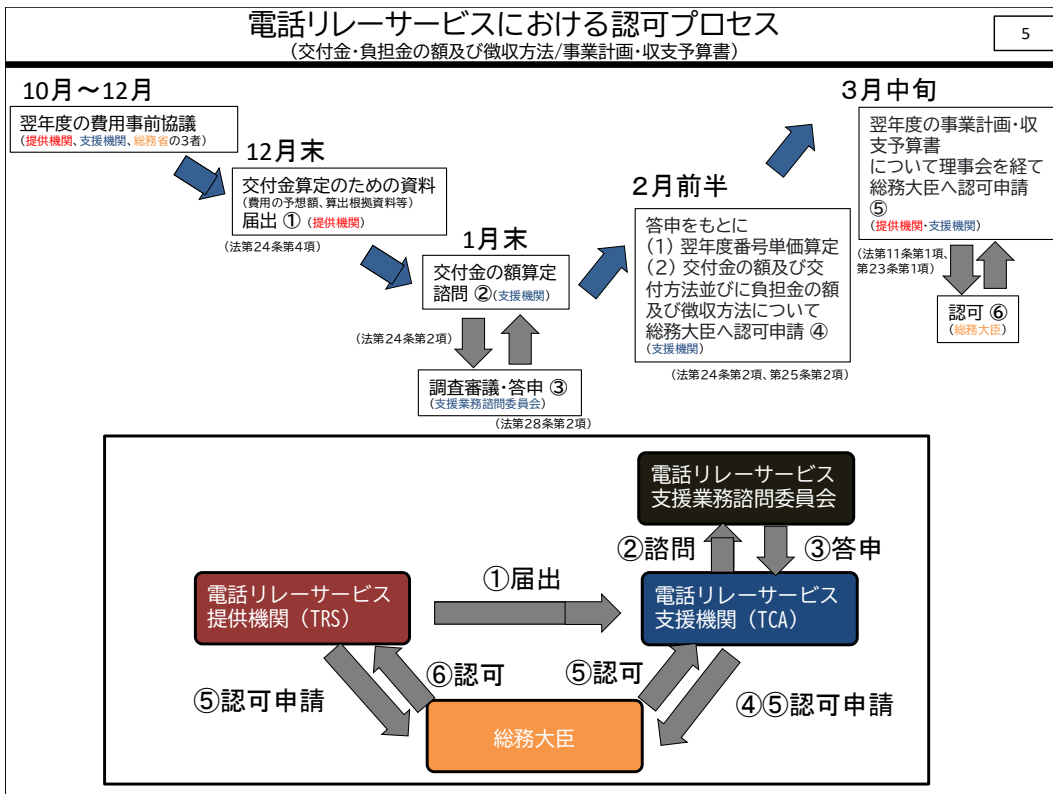 電話リレーサービスにおける認可プロセス
(交付金・負担金の額及び徴収方法/事業計画・収支予算書)
5
10月～12月
翌年度の費用事前協議
(提供機関、支援機関、総務省の3者)
12月末
交付金算定のための資料
(費用の予想額、算出根拠資料等)
届出 ① (提供機関)
(法第24条第4項)
1月末
交付金の額算定
諮問 ②(支援機関)
(法第24条第2項)
調査審議・答申 ③
(支援業務諮問委員会)
(法第28条第2項)
2月前半
答申をもとに
(1) 翌年度番号単価算定
(2) 交付金の額及び交
付方法並びに負担金の額
及び徴収方法について
総務大臣へ認可申請 ④
(支援機関)
(法第24条第2項、第25条第2項)
3月中旬
翌年度の事業計画・収
支予算書
について理事会を経て
総務大臣へ認可申請
⑤
(提供機関・支援機関)
(法第11条第1項、
第23条第1項)
認可 ⑥
(総務大臣)
電話リレーサービス
支援業務諮問委員会
②諮問
③答申
①届出
電話リレーサービス
提供機関（TRS）
電話リレーサービス
支援機関（TCA）
⑤認可申請
⑥認可
⑤認可
④⑤認可申請
総務大臣